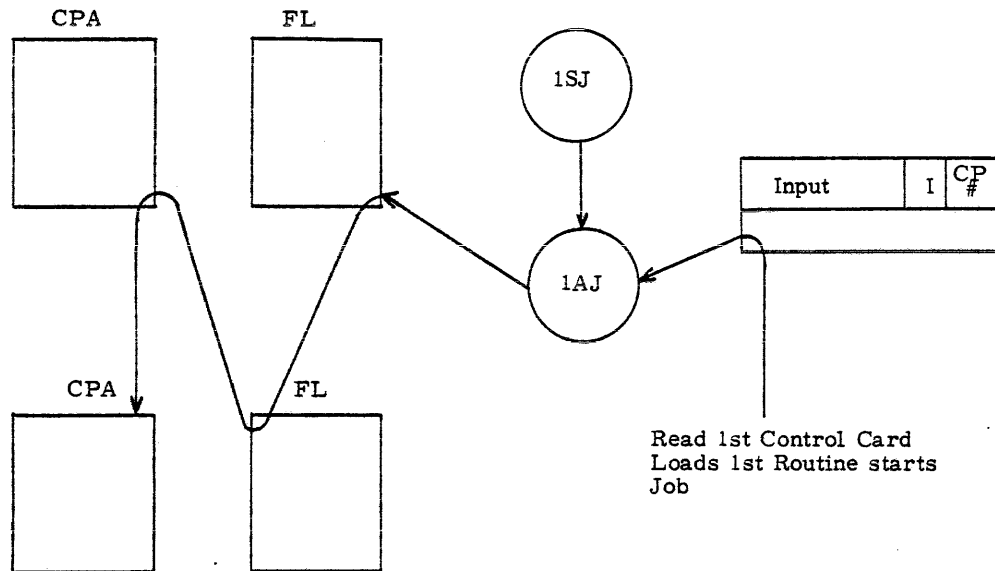 CPA
FL
1SJ
Input
I
CP
#
1AJ
CPA
FL
Read 1st Control Card
Loads 1st Routine starts
Job